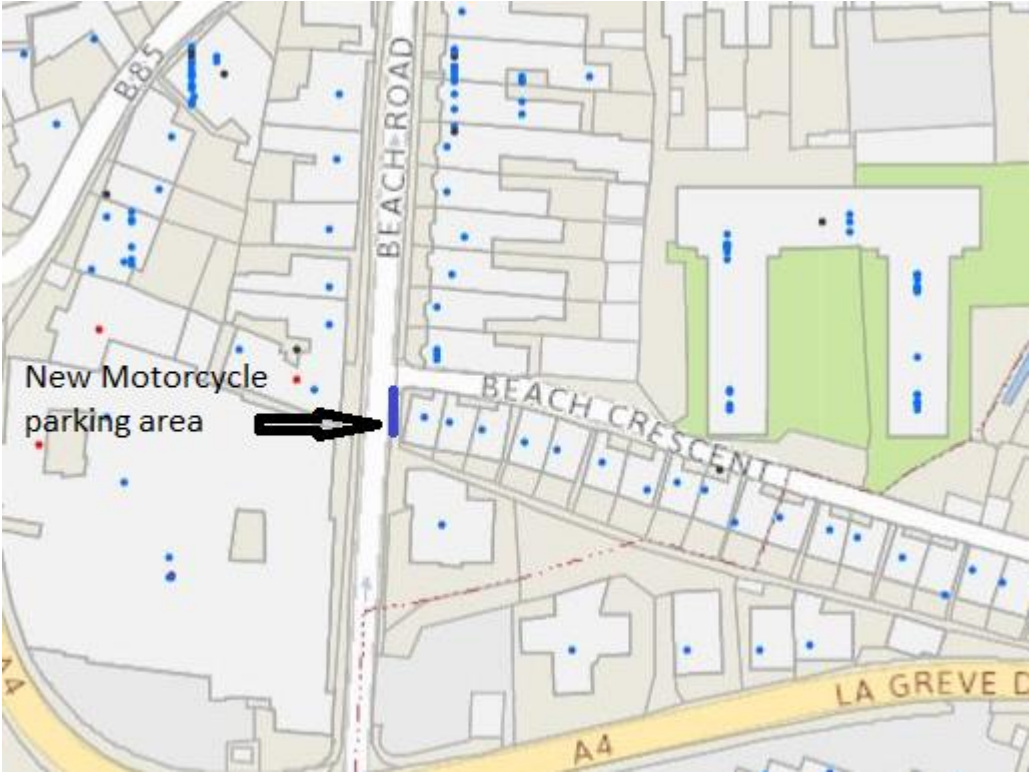 B85
BEACH ROAD
New Motorcycle
parking area
BEACH CRESCENT
A4
LA GREVE D
A4